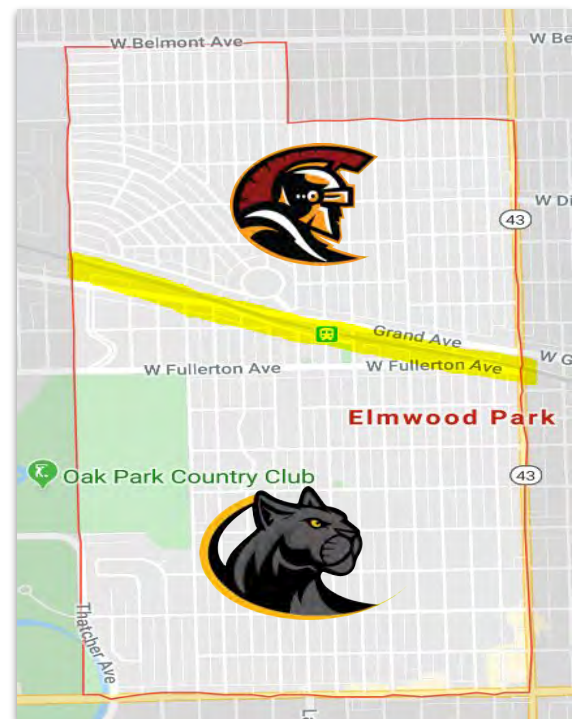 W Belmont Ave
W Be
W Di
43
Grand Ave
W G
W Fullerton Ave
W Fullerton Ave
Elmwood Park
Oak Park Country Club
43
Thatcher Ave